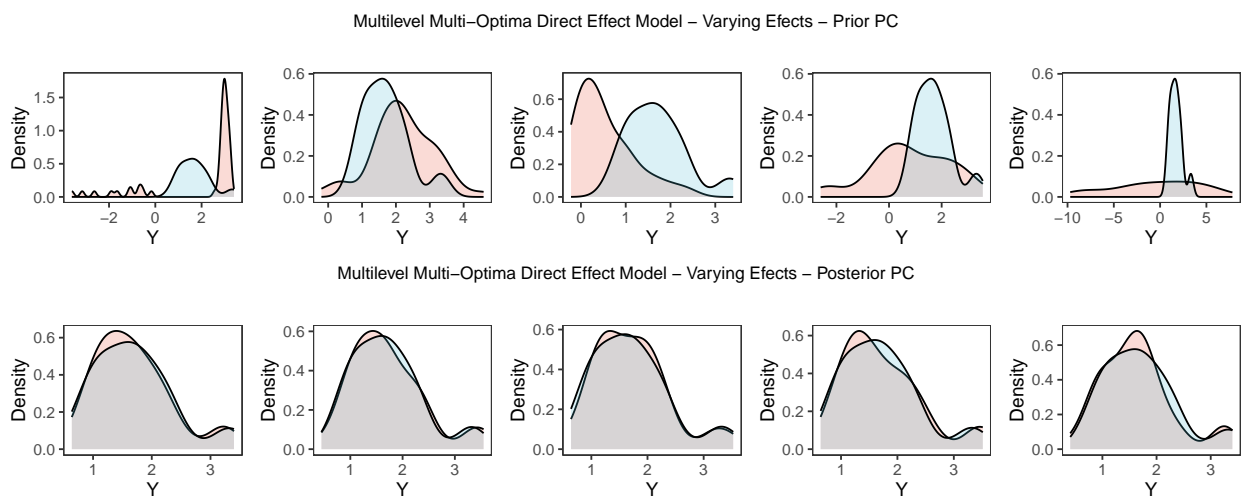 Multilevel Multi−Optima Direct Effect Model − Varying Efects − Prior PC
Density 0.0 0.5 1.0 1.5 −2 0 2 Y
Density 0.0 0.2 0.4 0.6 0 1 2 3 4 Y
Density 0.0 0.2 0.4 0.6 0 1 2 3 Y
Density 0.0 0.2 0.4 0.6 −2 0 2 Y
Density 0.0 0.2 0.4 0.6 −10 −5 0 5 Y
Multilevel Multi−Optima Direct Effect Model − Varying Efects − Posterior PC
Density 0.0 0.2 0.4 0.6 1 2 3 Y
Density 0.0 0.2 0.4 0.6 1 2 3 Y
Density 0.0 0.2 0.4 0.6 1 2 3 Y
Density 0.0 0.2 0.4 0.6 1 2 3 Y
Density 0.0 0.2 0.4 0.6 1 2 3 Y